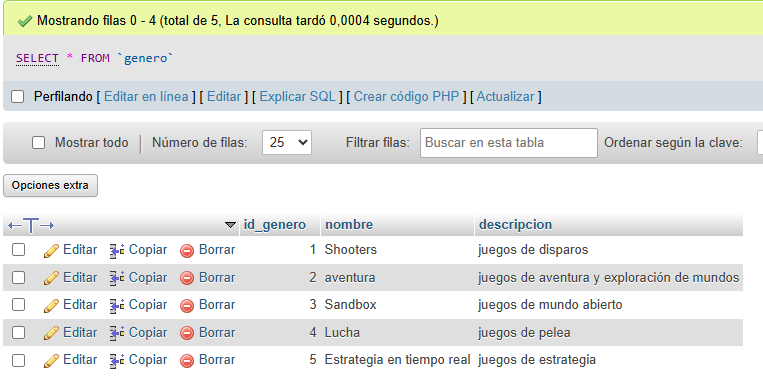 Mostrando filas 0 - 4 (total de 5, La consulta tardó 0,0004 segundos.)
SELECT * FROM `genero`
Perfilando [ Editar en línea ] [ Editar ] [ Explicar SQL ] [ Crear código PHP ] [ Actualizar ]
Mostrar todo | Número de filas: 25 Filtrar filas: Buscar en esta tabla Ordenar según la clave:
Opciones extra
id_genero nombre descripcion
Editar Copiar Borrar 1 Shooters juegos de disparos
Editar Copiar Borrar 2 aventura juegos de aventura y exploración de mundos
Editar Copiar Borrar 3 Sandbox juegos de mundo abierto
Editar Copiar Borrar 4 Lucha juegos de pelea
Editar Copiar Borrar 5 Estrategia en tiempo real juegos de estrategia